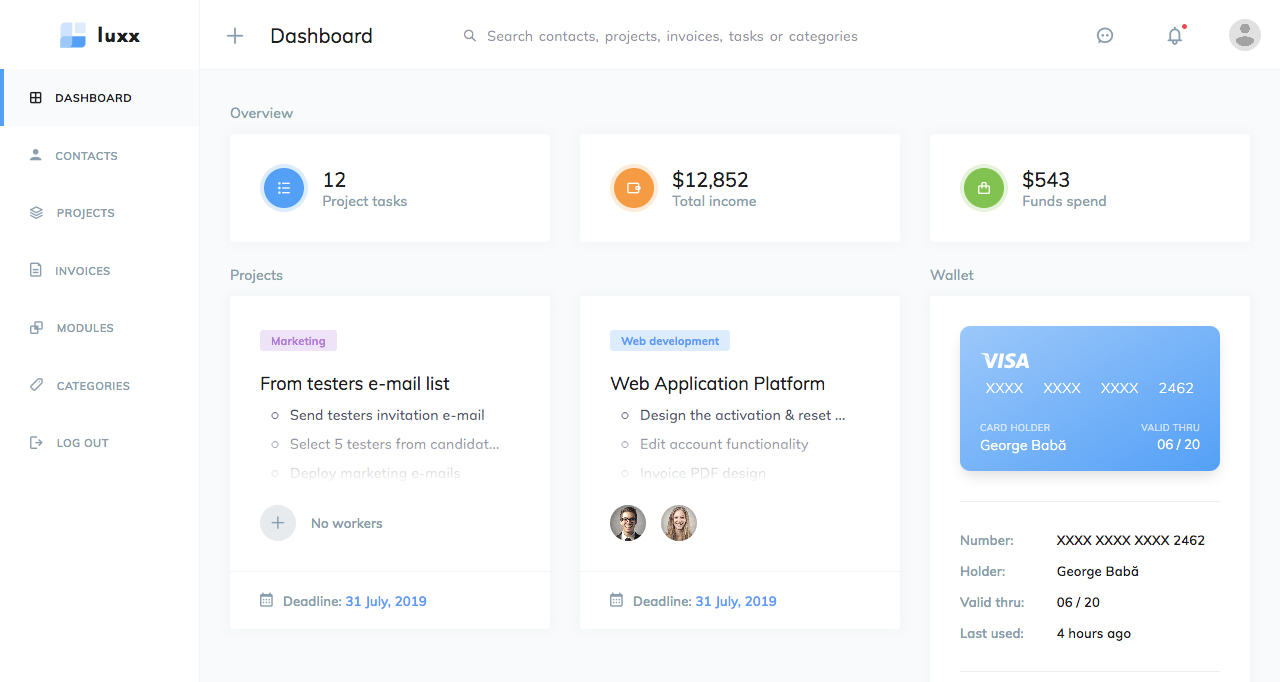 luxx
Dashboard
Search contacts, projects, invoices, tasks or categories
DASHBOARD
CONTACTS
PROJECTS
INVOICES
MODULES
CATEGORIES
LOG OUT
Overview
12
Project tasks
$12,852
Total income
$543
Funds spend
Projects
Marketing
From testers e-mail list
Send testers invitation e-mail
Select 5 testers from candidat...
Deploy marketing e-mails
No workers
Deadline: 31 July, 2019
Web development
Web Application Platform
Design the activation & reset ...
Edit account functionality
Invoice PDF design
Deadline: 31 July, 2019
Wallet
VISA
XXXX XXXX XXXX 2462
CARD HOLDER VALID THRU
George Babă 06 / 20
Number: XXXX XXXX XXXX 2462
Holder: George Babă
Valid thru: 06 / 20
Last used: 4 hours ago